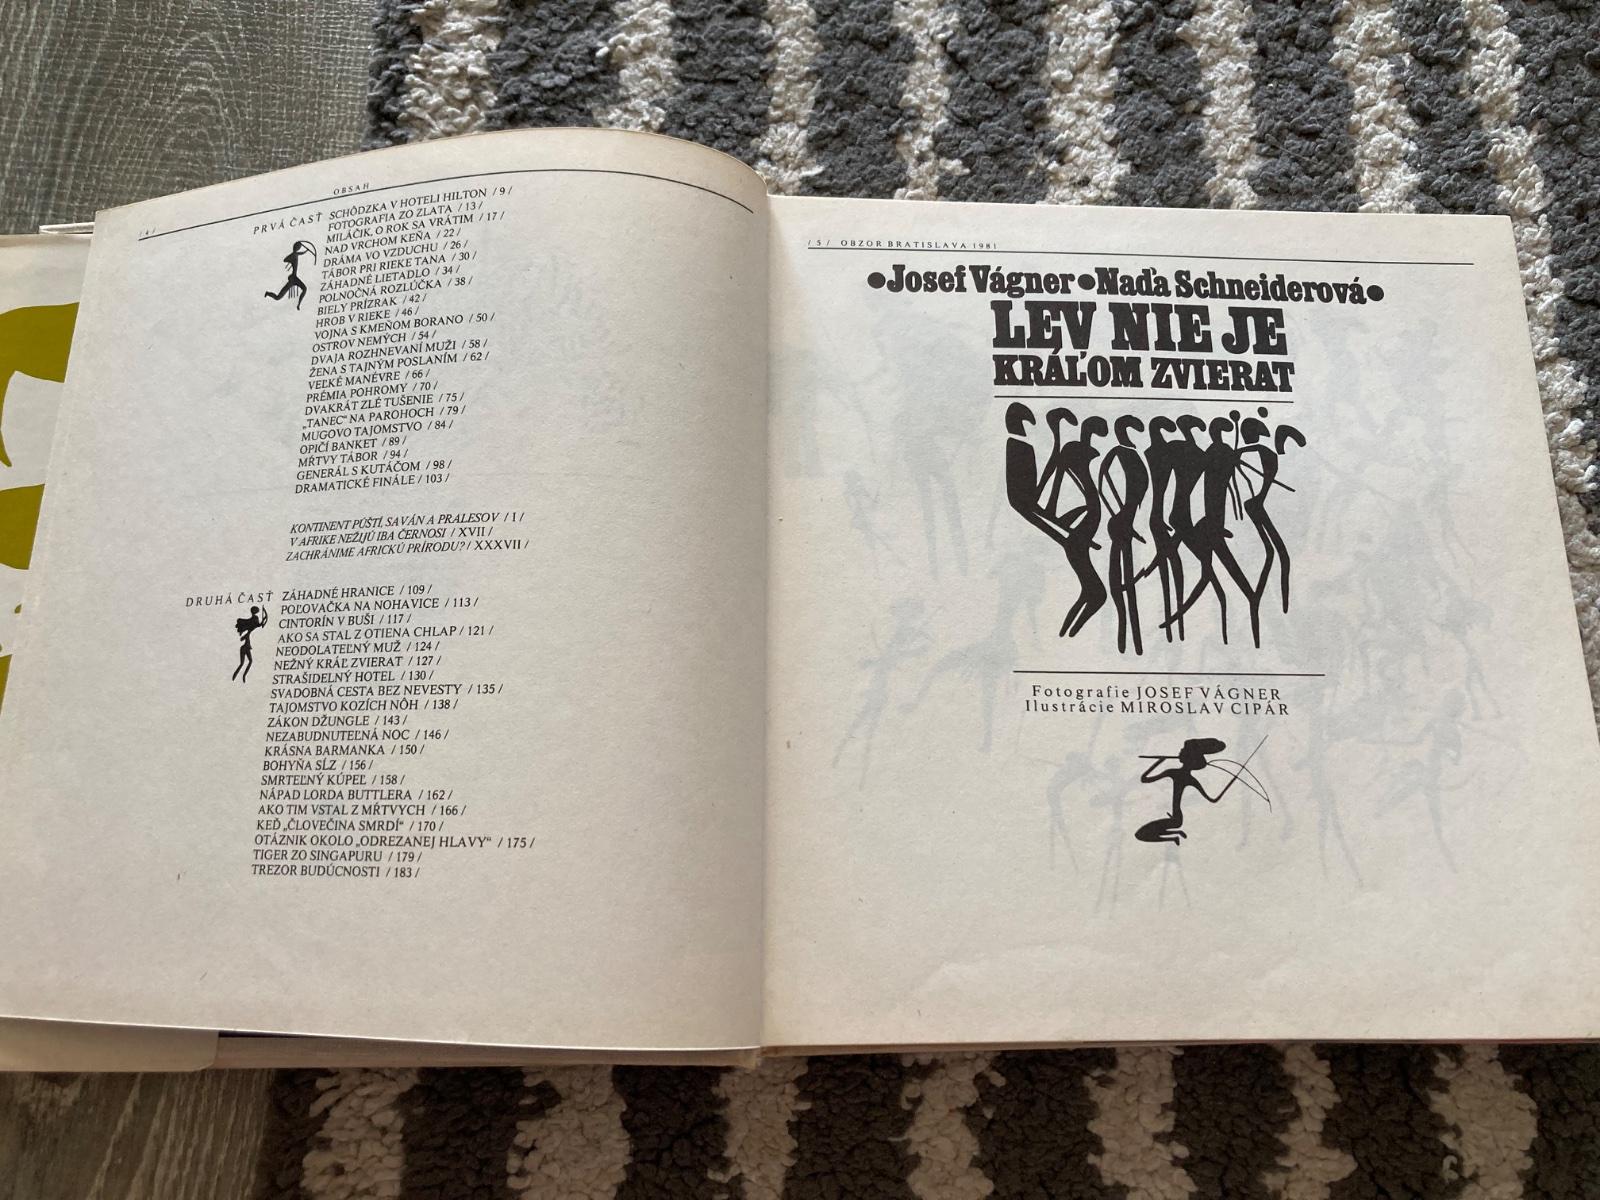 / 4 /
OBSAH
PRVÁ ČASŤ
SCHÔDZKA V HOTELI HILTON / 9 /
FOTOGRAFIA ZO ZLATA / 13 /
MILÁČIK, O ROK SA VRÁTIM / 17 /
NAD VRCHOM KEŇA / 22 /
DRÁMA VO VZDUCHU / 26 /
TÁBOR PRI RIEKE TANA / 30 /
ZÁHADNÉ LIETADLO / 34 /
POLNOČNÁ ROZLÚČKA / 38 /
BIELY PRÍZRAK / 42 /
HROB V RIEKE / 46 /
VOJNA S KMEŇOM BORANO / 50 /
OSTROV NEMÝCH / 54 /
DVAJA ROZHNEVANÍ MUŽI / 58 /
ŽENA S TAJNÝM POSLANÍM / 62 /
VEĽKÉ MANÉVRE / 66 /
PRÉMIA POHROMY / 70 /
DVAKRÁT ZLÉ TUŠENIE / 75 /
„TANEC“ NA PAROHOCH / 79 /
MUGOVO TAJOMSTVO / 84 /
OPIČÍ BANKET / 89 /
MŔTVY TÁBOR / 94 /
GENERÁL S KUTÁČOM / 98 /
DRAMATICKÉ FINÁLE / 103 /
KONTINENT PÚŠTÍ, SAVÁN A PRALESOV / I /
V AFRIKE NEŽIJÚ IBA ČERNOSI / XVII /
ZACHRÁNIME AFRICKÚ PRÍRODU? / XXXVII /
DRUHÁ ČASŤ
ZÁHADNÉ HRANICE / 109 /
POĽOVAČKA NA NOHAVICE / 113 /
CINTORÍN V BUŠI / 117 /
AKO SA STAL Z OTIENA CHLAP / 121 /
NEODOLATEĽNÝ MUŽ / 124 /
NEŽNÝ KRÁĽ ZVIERAT / 127 /
STRAŠIDELNÝ HOTEL / 130 /
SVADOBNÁ CESTA BEZ NEVESTY / 135 /
TAJOMSTVO KOZÍCH NÔH / 138 /
ZÁKON DŽUNGLE / 143 /
NEZABUDNUTEĽNÁ NOC / 146 /
KRÁSNA BARMANKA / 150 /
BOHYŇA SĹZ / 156 /
SMRTEĽNÝ KÚPEĽ / 158 /
NÁPAD LORDA BUTTLERA / 162 /
AKO TIM VSTAL Z MŔTVYCH / 166 /
KEĎ „ČLOVEČINA SMRDÍ“ / 170 /
OTÁZNIK OKOLO „ODREZANEJ HLAVY“ / 175 /
TIGER ZO SINGAPURU / 179 /
TREZOR BUDÚCNOSTI / 183 /
/ 5 / OBZOR BRATISLAVA 1981
●Josef Vágner●Naďa Schneiderová●
LEV NIE JE
KRÁĽOM ZVIERAT
Fotografie JOSEF VÁGNER
Ilustrácie MIROSLAV CIPÁR